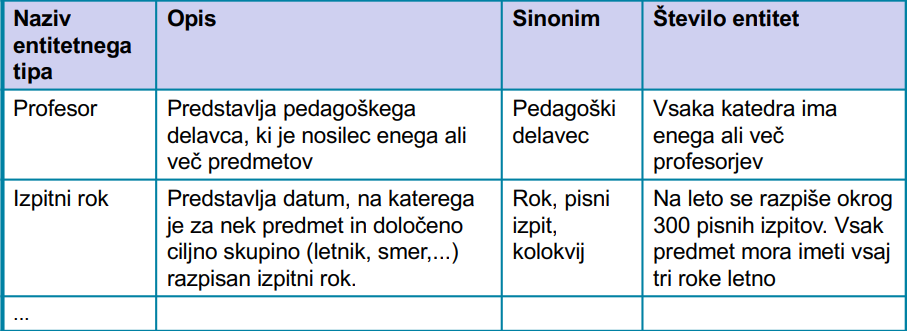 Naziv
entitetnega
tipa
Opis
Sinonim
Število entitet
Profesor
Predstavlja pedagoškega
delavca, ki je nosilec enega ali
več predmetov
Pedagoški
delavec
Vsaka katedra ima
enega ali več
profesorjev
Izpitni rok
Predstavlja datum, na katerega
je za nek predmet in določeno
ciljno skupino (letnik, smer,...)
razpisan izpitni rok.
Rok, pisni
izpit,
kolokvij
Na leto se razpiše okrog
300 pisnih izpitov. Vsak
predmet mora imeti vsaj
tri roke letno
...